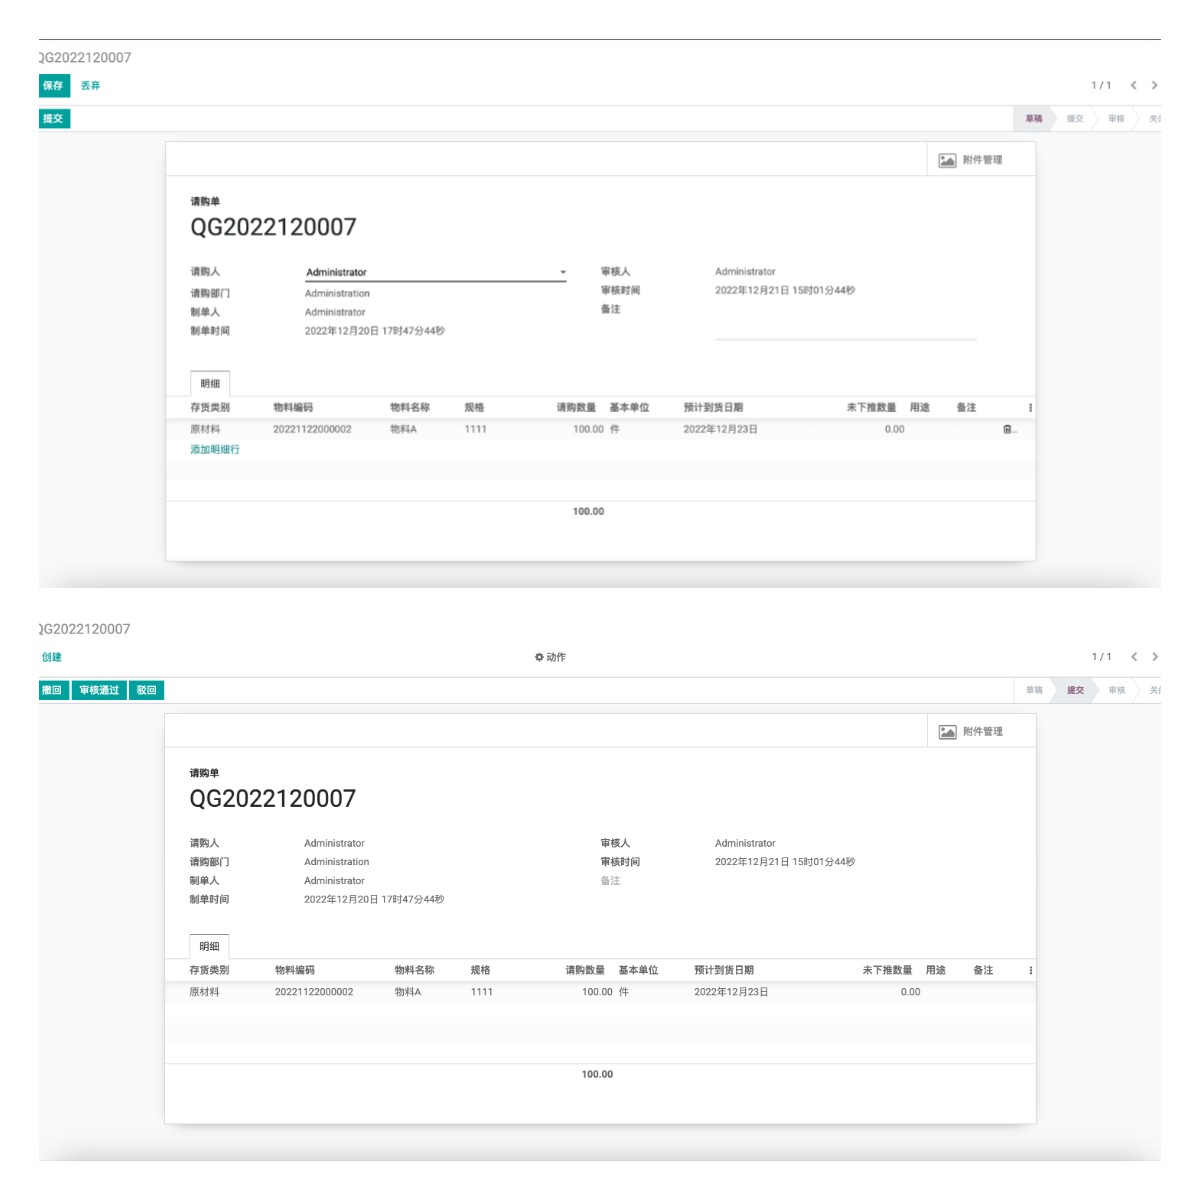 QG2022120007
保存 丢弃 1 / 1
提交 草稿 提交 审核
附件管理
请购单
QG2022120007
请购人 Administrator 审核人 Administrator
请购部门 Administration 审核时间 2022年12月21日 15时01分44秒
制单人 Administrator 备注
制单时间 2022年12月20日 17时47分44秒
明细
存货类别 物料编码 物料名称 规格 请购数量 基本单位 预计到货日期 未下推数量 用途 备注
原材料 20221122000002 物料A 1111 100.00 件 2022年12月23日 0.00
添加明细行
100.00
QG2022120007
创建 动作 1 / 1
撤回 审核通过 驳回 草稿 提交 审核
附件管理
请购单
QG2022120007
请购人 Administrator 审核人 Administrator
请购部门 Administration 审核时间 2022年12月21日 15时01分44秒
制单人 Administrator 备注
制单时间 2022年12月20日 17时47分44秒
明细
存货类别 物料编码 物料名称 规格 请购数量 基本单位 预计到货日期 未下推数量 用途 备注
原材料 20221122000002 物料A 1111 100.00 件 2022年12月23日 0.00
100.00